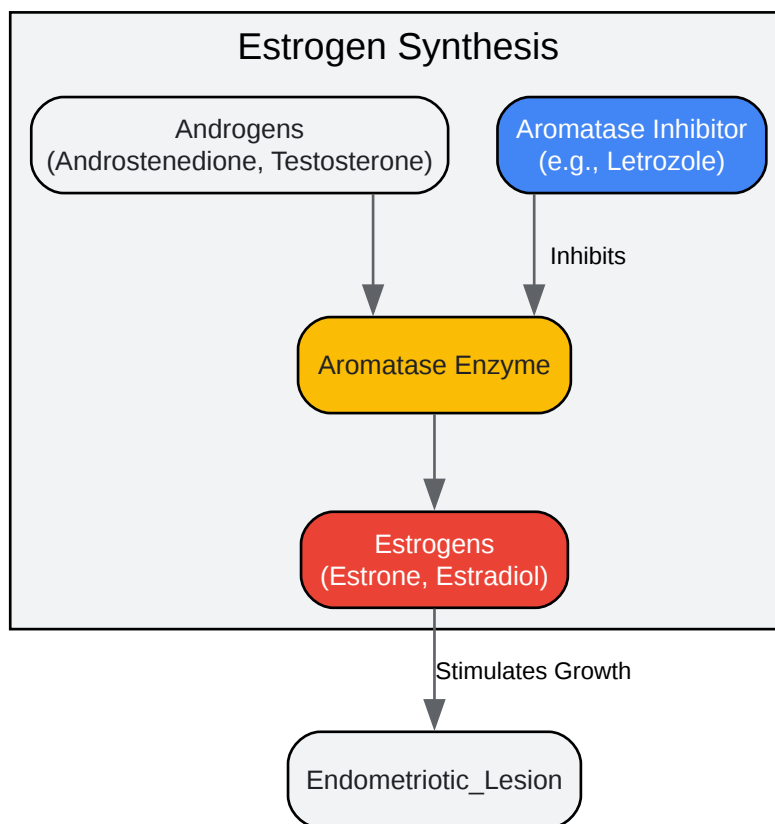 Estrogen Synthesis
Androgens
(Androstenedione, Testosterone)
Aromatase Inhibitor
(e.g., Letrozole)
Inhibits
Aromatase Enzyme
Estrogens
(Estrone, Estradiol)
Stimulates Growth
Endometriotic_Lesion